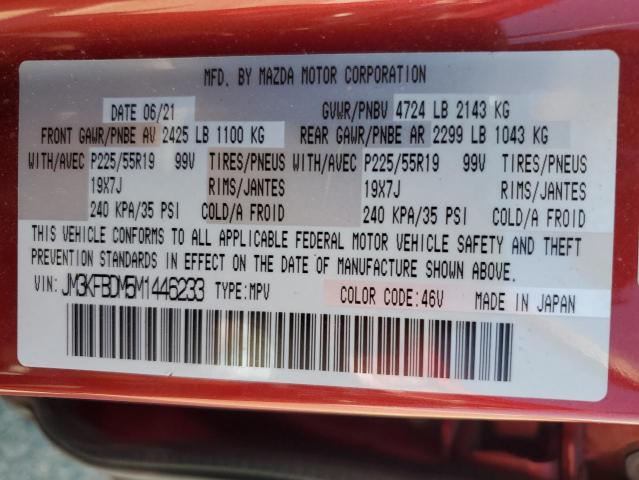 MFD. BY MAZDA MOTOR CORPORATION
DATE 06/21 GVWR/PNBV 4724 LB 2143 KG
FRONT GAWR/PNBE AV 2425 LB 1100 KG REAR GAWR/PNBE AR 2299 LB 1043 KG
WITH/AVEC P225/55R19 99V TIRES/PNEUS WITH/AVEC P225/55R19 99V TIRES/PNEUS
19X7J RIMS/JANTES 19X7J RIMS/JANTES
240 KPA/35 PSI COLD/A FROID 240 KPA/35 PSI COLD/A FROID
THIS VEHICLE CONFORMS TO ALL APPLICABLE FEDERAL MOTOR VEHICLE SAFETY AND THEFT
PREVENTION STANDARDS IN EFFECT ON THE DATE OF MANUFACTURE SHOWN ABOVE.
VIN: JM3KFBDM5M1446233 TYPE:MPV COLOR CODE:46V MADE IN JAPAN